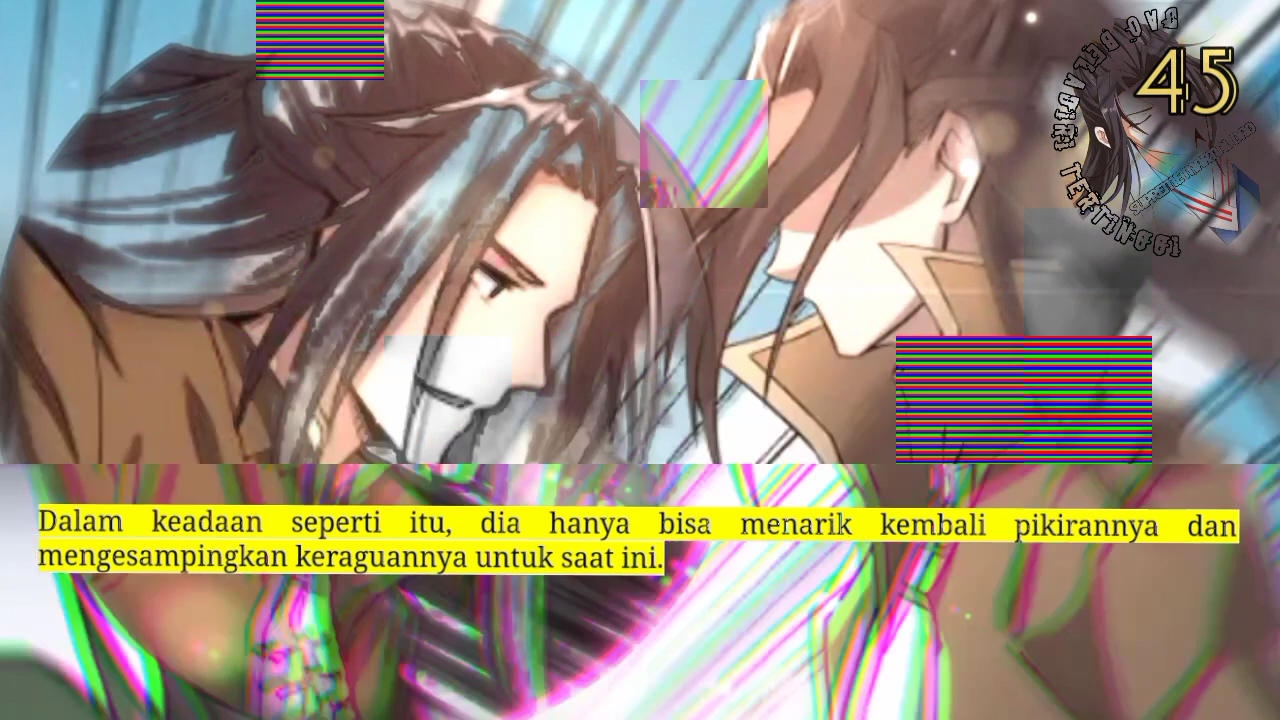 45
Dalam keadaan seperti itu, dia hanya bisa menarik kembali pikirannya dan
mengesampingkan keraguannya untuk saat ini.